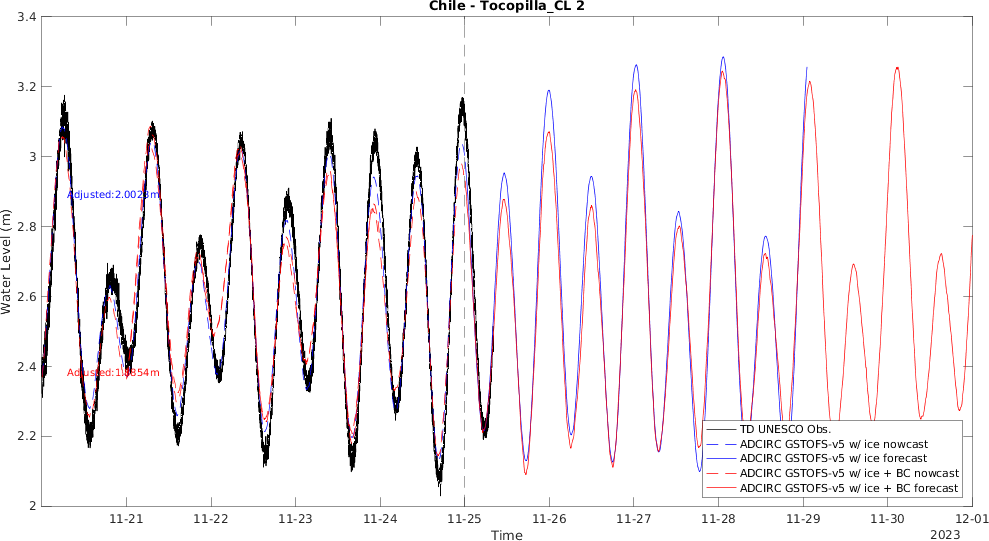 Chile - Tocopilla_CL 2
Water Level (m)
3.4
3.2
3
2.8
2.6
2.4
2.2
2
Adjusted:2.0023m
TD UNESCO Obs.
ADCIRC GSTOFS-v5 w/ ice nowcast
ADCIRC GSTOFS-v5 w/ ice forecast
ADCIRC GSTOFS-v5 w/ ice + BC nowcast
ADCIRC GSTOFS-v5 w/ ice + BC forecast
11-21
11-22
11-23
11-24
11-25
11-26
11-27
11-28
11-29
11-30
12-01
Time
2023